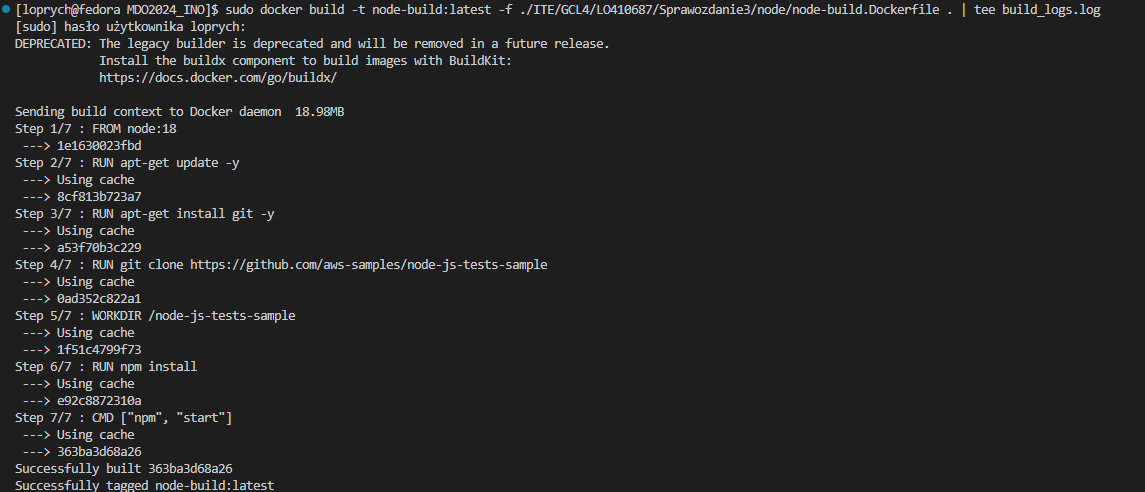 [loprych@fedora MDO2024_INO]$ sudo docker build -t node-build:latest -f ./ITE/GCL4/LO410687/Sprawozdanie3/node/node-build.Dockerfile . | tee build_logs.log
[sudo] hasło użytkownika loprych:
DEPRECATED: The legacy builder is deprecated and will be removed in a future release.
            Install the buildx component to build images with BuildKit:
            https://docs.docker.com/go/buildx/

Sending build context to Docker daemon  18.98MB
Step 1/7 : FROM node:18
 ---> 1e1630023fbd
Step 2/7 : RUN apt-get update -y
 ---> Using cache
 ---> 8cf813b723a7
Step 3/7 : RUN apt-get install git -y
 ---> Using cache
 ---> a53f70b3c229
Step 4/7 : RUN git clone https://github.com/aws-samples/node-js-tests-sample
 ---> Using cache
 ---> 0ad352c822a1
Step 5/7 : WORKDIR /node-js-tests-sample
 ---> Using cache
 ---> 1f51c4799f73
Step 6/7 : RUN npm install
 ---> Using cache
 ---> e92c8872310a
Step 7/7 : CMD ["npm", "start"]
 ---> Using cache
 ---> 363ba3d68a26
Successfully built 363ba3d68a26
Successfully tagged node-build:latest